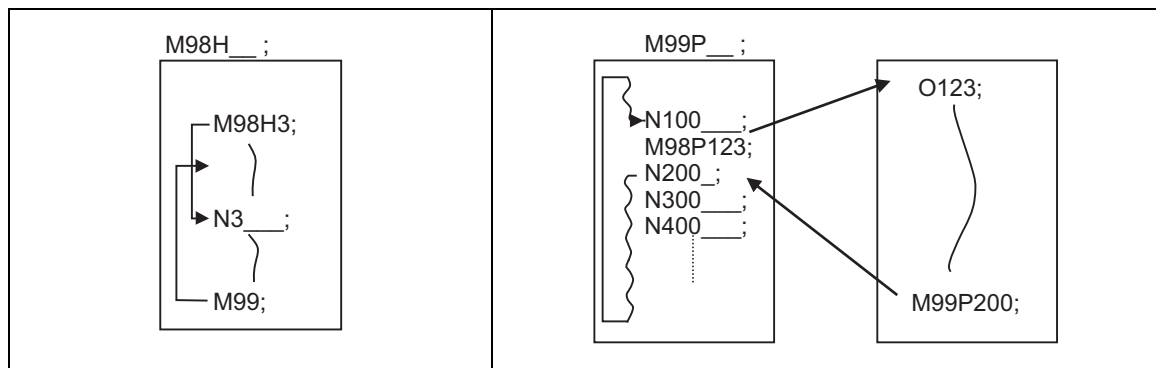 M98H__ ;
M98H3;
N3___;
M99;
M99P__ ;
N100___;
M98P123;
N200_;
N300___;
N400___;
O123;
M99P200;